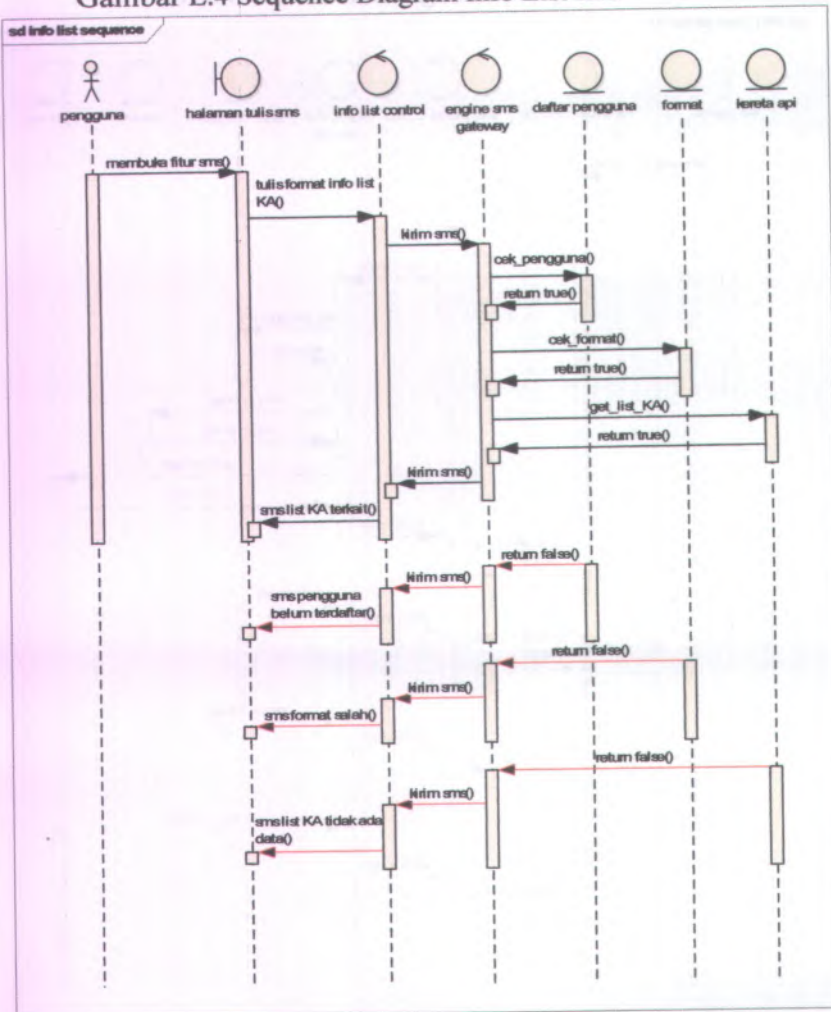 Gambar E.4 Sequence Diagram Info
sd info list sequence
pengguna
halaman tulis sms
info list control
engine sms
gateway
daftar pengguna
format
kereta api
membuka fitur sms()
tulis format info list
KA()
kirim sms()
cek_pengguna()
return true()
cek_format()
return true()
get_list_KA()
return true()
kirim sms()
sms list KA terkait()
return false()
kirim sms()
sms pengguna
belum terdaftar()
return false()
kirim sms()
sms format salah()
return false()
kirim sms()
sms list KA tidak ada
data()